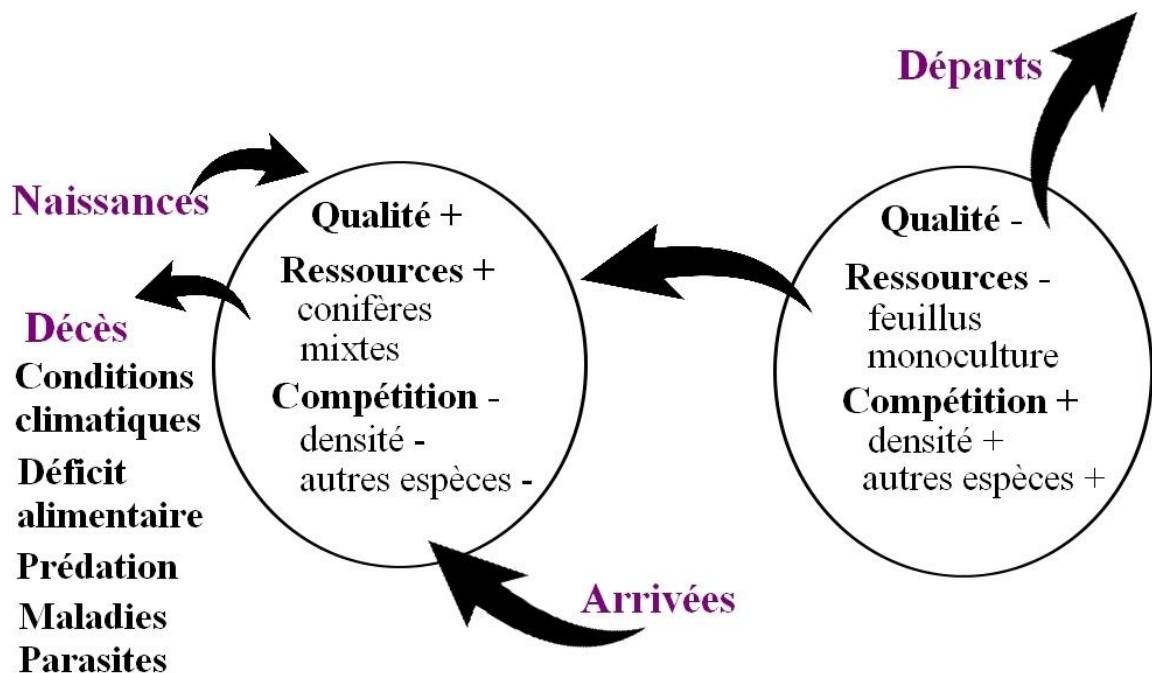 Départs
Naissances
Qualité +
Ressources +
conifères
mixtes
Compétition -
densité -
autres espèces -
Qualité -
Ressources -
feuillus
monoculture
Compétition +
densité +
autres espèces +
Décès
Conditions
climatiques
Déficit
alimentaire
Prédation
Maladies
Parasites
Arrivées